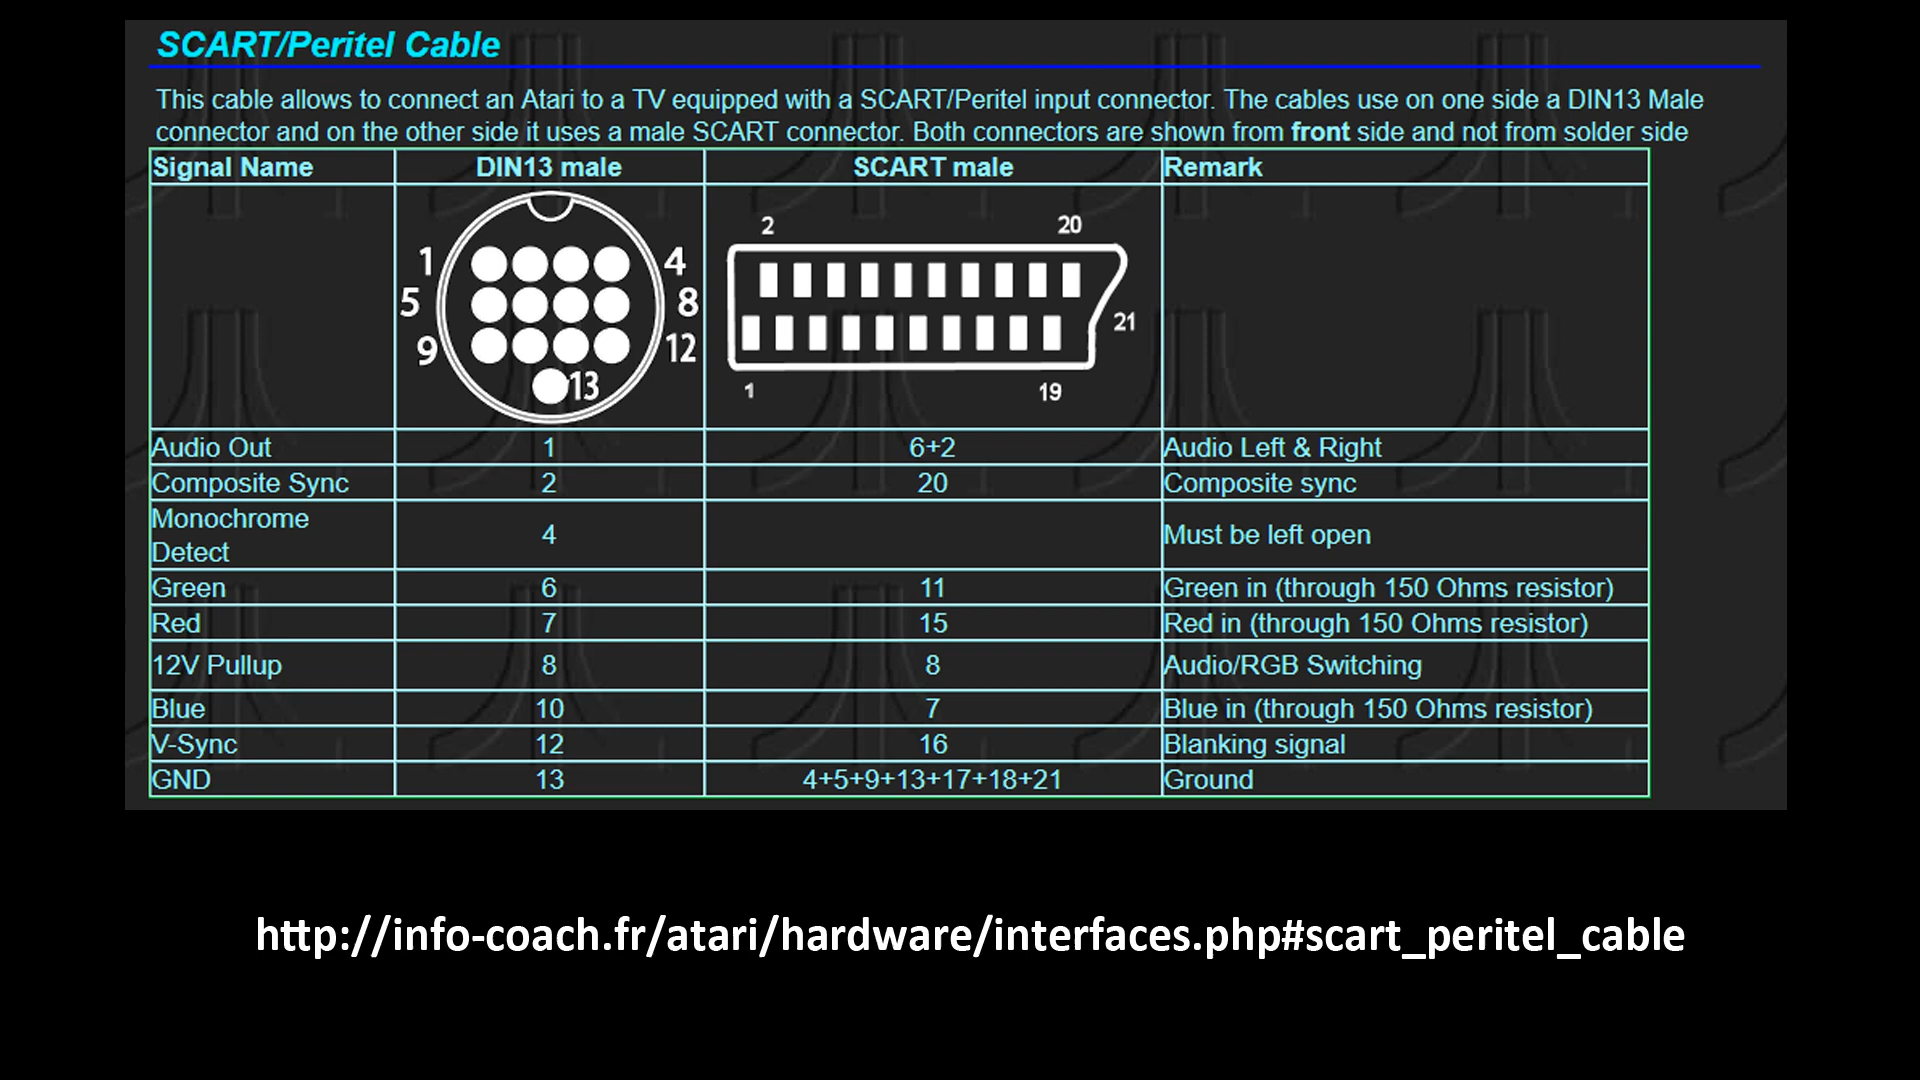 SCART/Peritel Cable
This cable allows to connect an Atari to a TV equipped with a SCART/Peritel input connector. The cables use on one side a DIN13 Male
connector and on the other side it uses a male SCART connector. Both connectors are shown from front side and not from solder side
Signal Name DIN13 male SCART male Remark
2 20
1 4
5 8
9 12
13
21
1 19
Audio Out 1 6+2 Audio Left & Right
Composite Sync 2 20 Composite sync
Monochrome
Detect 4 Must be left open
Green 6 11 Green in (through 150 Ohms resistor)
Red 7 15 Red in (through 150 Ohms resistor)
12V Pullup 8 8 Audio/RGB Switching
Blue 10 7 Blue in (through 150 Ohms resistor)
V-Sync 12 16 Blanking signal
GND 13 4+5+9+13+17+18+21 Ground
http://info-coach.fr/atari/hardware/interfaces.php#scart_peritel_cable